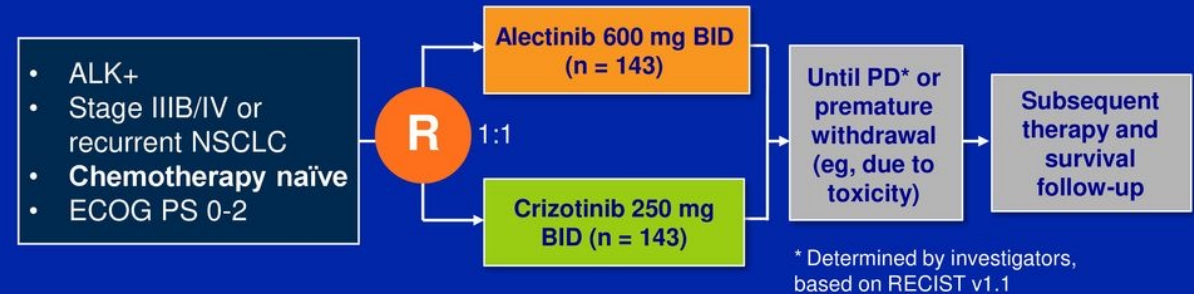 • ALK+
• Stage IIIB/IV or
recurrent NSCLC
• Chemotherapy naïve
• ECOG PS 0-2
R
1:1
Alectinib 600 mg BID
(n = 143)
Crizotinib 250 mg
BID (n = 143)
Until PD* or
premature
withdrawal
(eg, due to
toxicity)
Subsequent
therapy and
survival
follow-up
* Determined by investigators,
based on RECIST v1.1